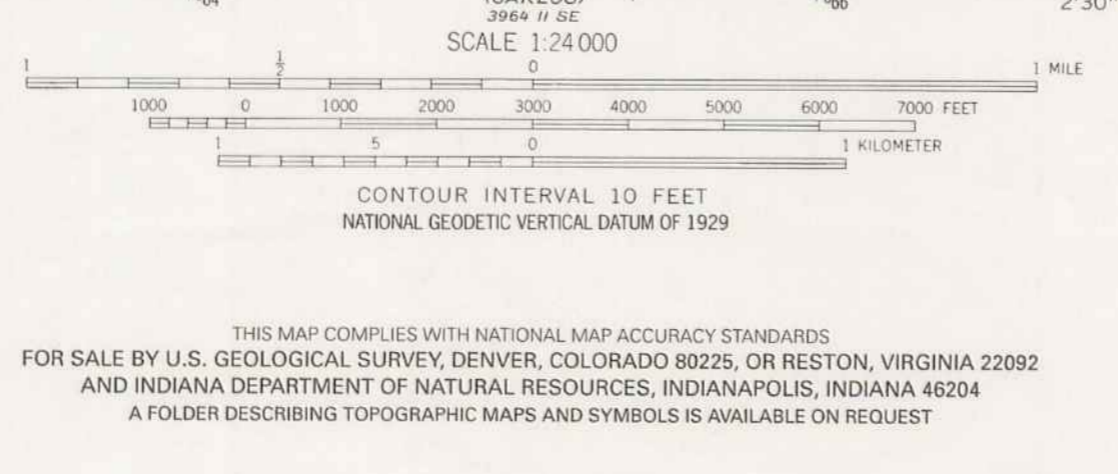 3964 II SE
SCALE 1:24 000
1 1/2 0 1 MILE
1000 0 1000 2000 3000 4000 5000 6000 7000 FEET
1 .5 0 1 KILOMETER
CONTOUR INTERVAL 10 FEET
NATIONAL GEODETIC VERTICAL DATUM OF 1929
THIS MAP COMPLIES WITH NATIONAL MAP ACCURACY STANDARDS
FOR SALE BY U.S. GEOLOGICAL SURVEY, DENVER, COLORADO 80225, OR RESTON, VIRGINIA 22092
AND INDIANA DEPARTMENT OF NATURAL RESOURCES, INDIANAPOLIS, INDIANA 46204
A FOLDER DESCRIBING TOPOGRAPHIC MAPS AND SYMBOLS IS AVAILABLE ON REQUEST